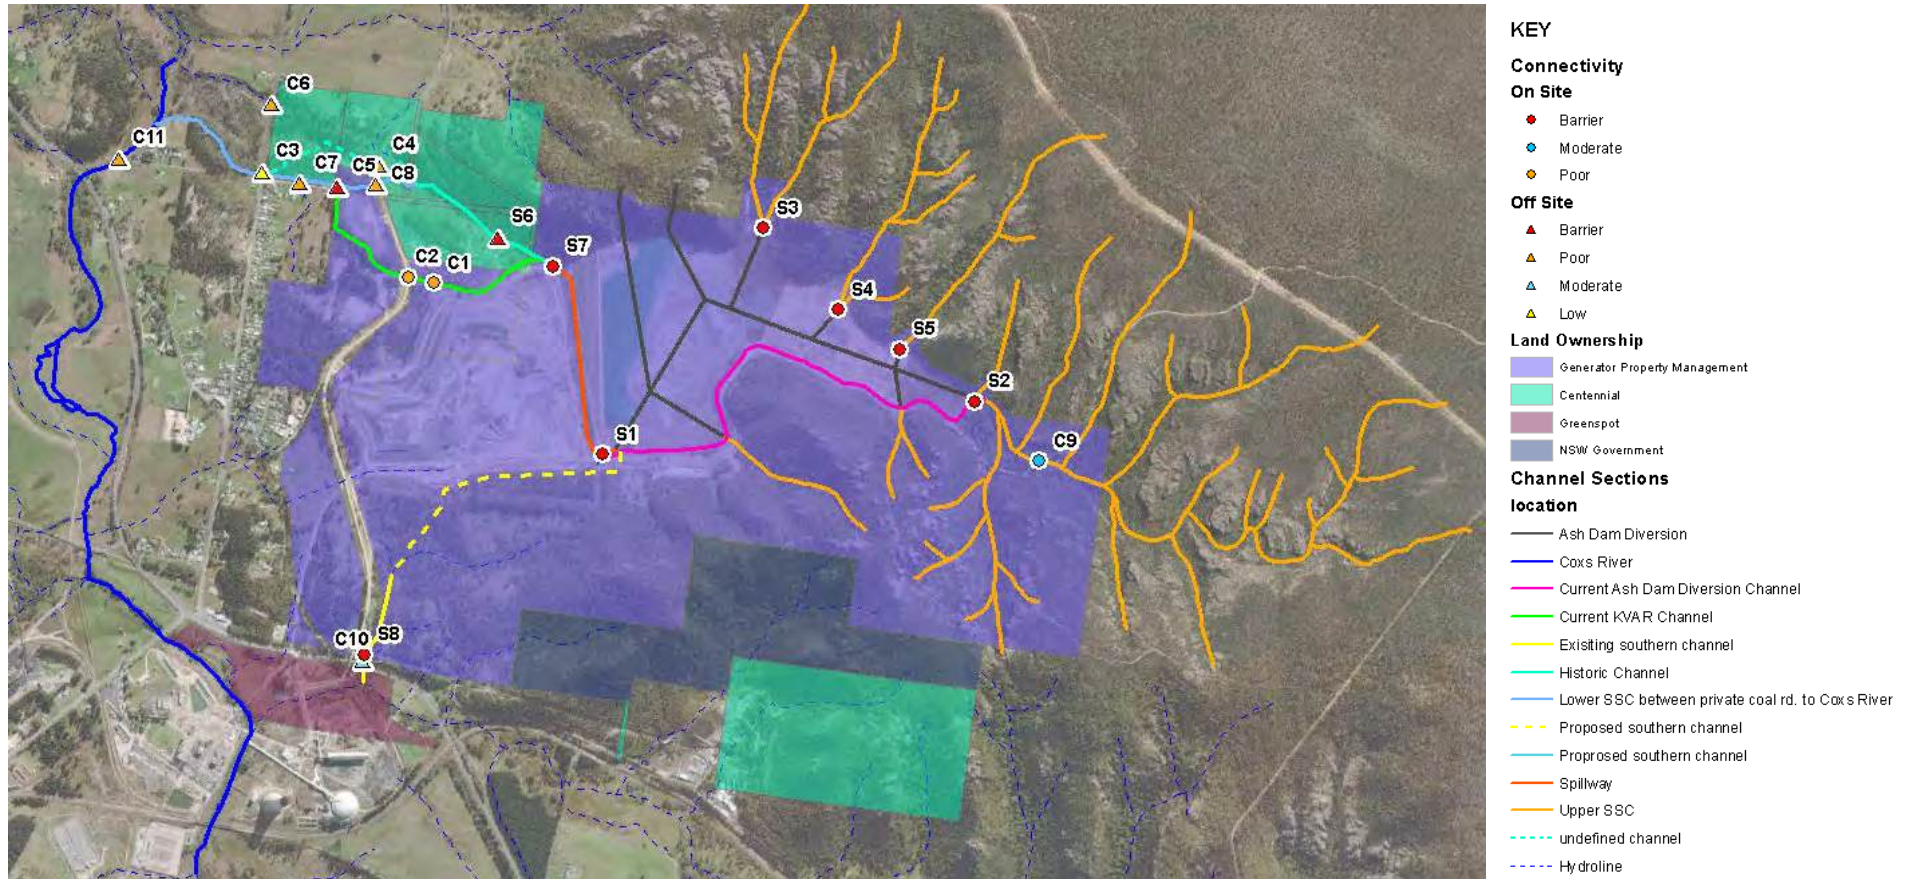 C6
C11
C4
C3
C7
C5
C8
S6
S3
S7
C2
C1
S4
S5
S2
S1
C9
C10
S8
KEY
Connectivity
On Site
Barrier
Moderate
Poor
Off Site
Barrier
Poor
Moderate
Low
Land Ownership
Generator Property Management
Centennial
Greenspot
NSW Government
Channel Sections
location
Ash Dam Diversion
Coxs River
Current Ash Dam Diversion Channel
Current KVAR Channel
Exisiting southern channel
Historic Channel
Lower SSC between private coal rd. to Coxs River
Proposed southern channel
Proprosed southern channel
Spillway
Upper SSC
undefined channel
Hydroline